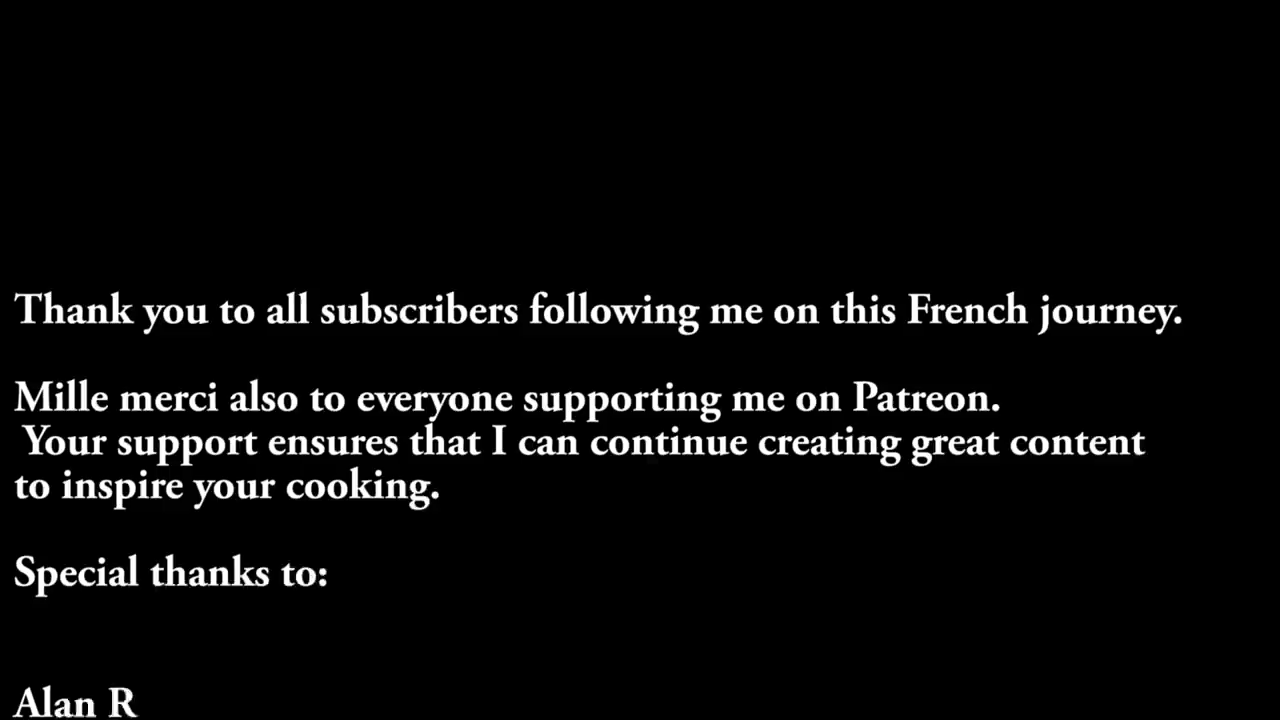 Thank you to all subscribers following me on this French journey.
Mille merci also to everyone supporting me on Patreon.
Your support ensures that I can continue creating great content
to inspire your cooking.
Special thanks to:
Alan R